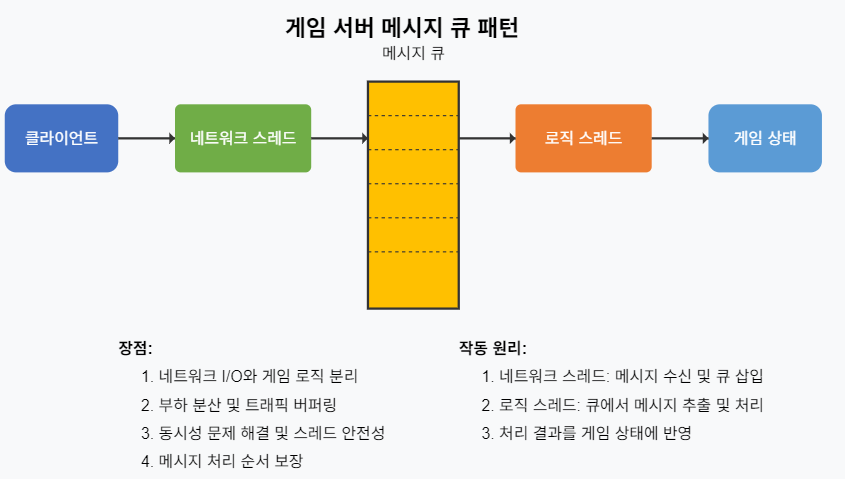 게임 서버 메시지 큐 패턴
메시지 큐
클라이언트
네트워크 스레드
로직 스레드
게임 상태
장점:
1. 네트워크 I/O와 게임 로직 분리
2. 부하 분산 및 트래픽 버퍼링
3. 동시성 문제 해결 및 스레드 안전성
4. 메시지 처리 순서 보장
작동 원리:
1. 네트워크 스레드: 메시지 수신 및 큐 삽입
2. 로직 스레드: 큐에서 메시지 추출 및 처리
3. 처리 결과를 게임 상태에 반영